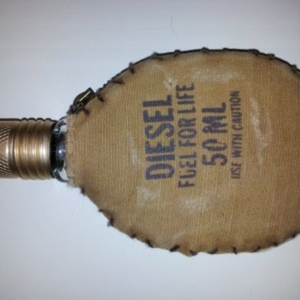 DIESEL
FUEL FOR LIFE
50 ML
USE WITH CAUTION